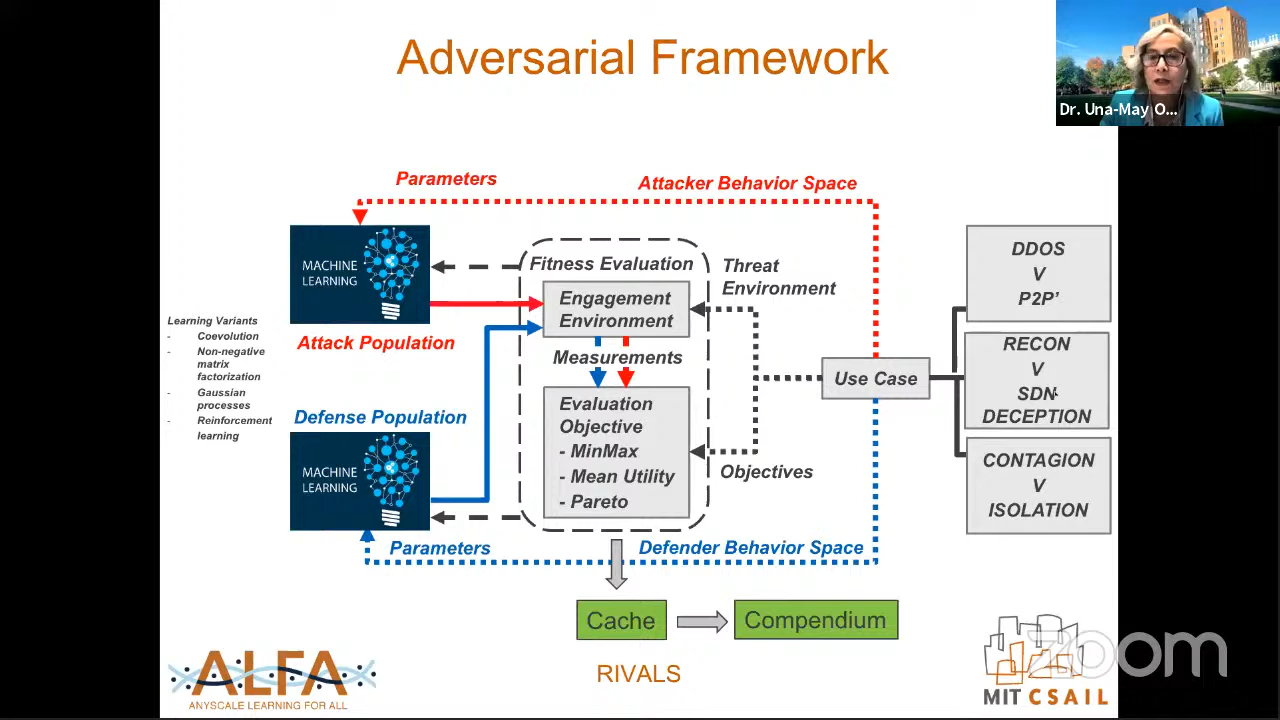 Adversarial Framework
Dr. Una-May O...
Parameters
Attacker Behavior Space
MACHINE
LEARNING
Attack Population
Learning Variants
- Coevolution
- Non-negative
matrix
factorization
- Gaussian
processes
- Reinforcement
learning
Defense Population
MACHINE
LEARNING
Parameters
Defender Behavior Space
Fitness Evaluation
Engagement
Environment
Measurements
Evaluation
Objective
- MinMax
- Mean Utility
- Pareto
Threat
Environment
Objectives
Use Case
DDOS
V
P2P’
RECON
V
SDN
DECEPTION
CONTAGION
V
ISOLATION
Cache
Compendium
RIVALS
ALFA
ANYSCALE LEARNING FOR ALL
MIT CSAIL
zoom